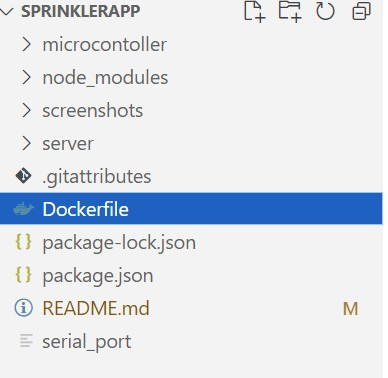 SPRINKLERAPP
microcontoller
node_modules
screenshots
server
.gitattributes
Dockerfile
{} package-lock.json
{} package.json
README.md M
serial_port